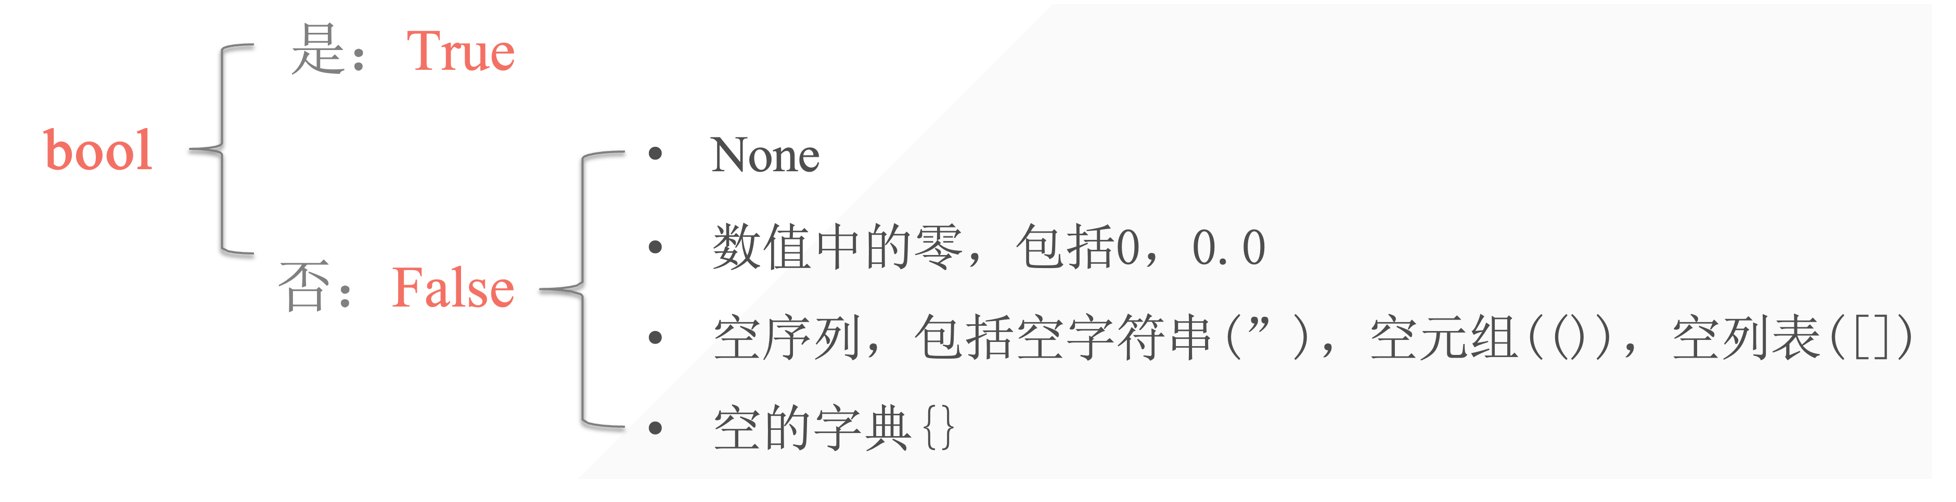 是：True
bool
• None
• 数值中的零，包括0，0.0
否：False
• 空序列，包括空字符串(”)，空元组(())，空列表([])
• 空的字典{}